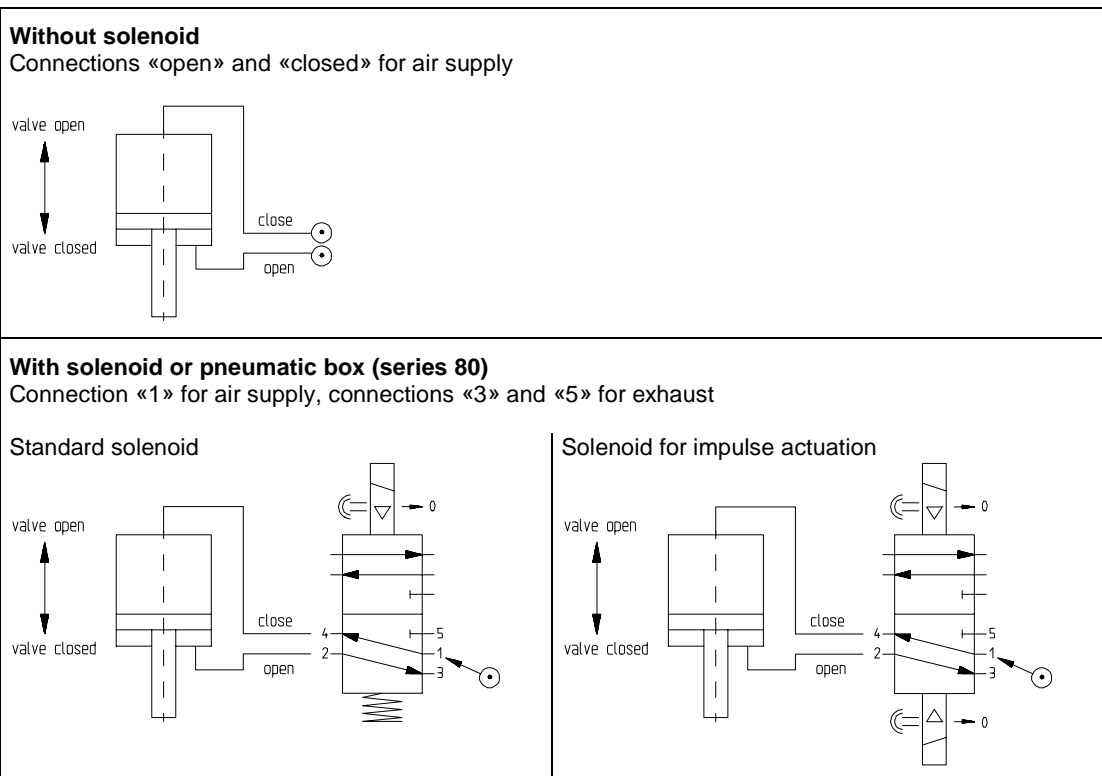 Without solenoid
Connections «open» and «closed» for air supply
valve open
valve closed
close
open
With solenoid or pneumatic box (series 80)
Connection «1» for air supply, connections «3» and «5» for exhaust
Standard solenoid
0
valve open
valve closed
close
open
4
2
5
1
3
Solenoid for impulse actuation
0
valve open
valve closed
close
open
4
2
5
1
3
0